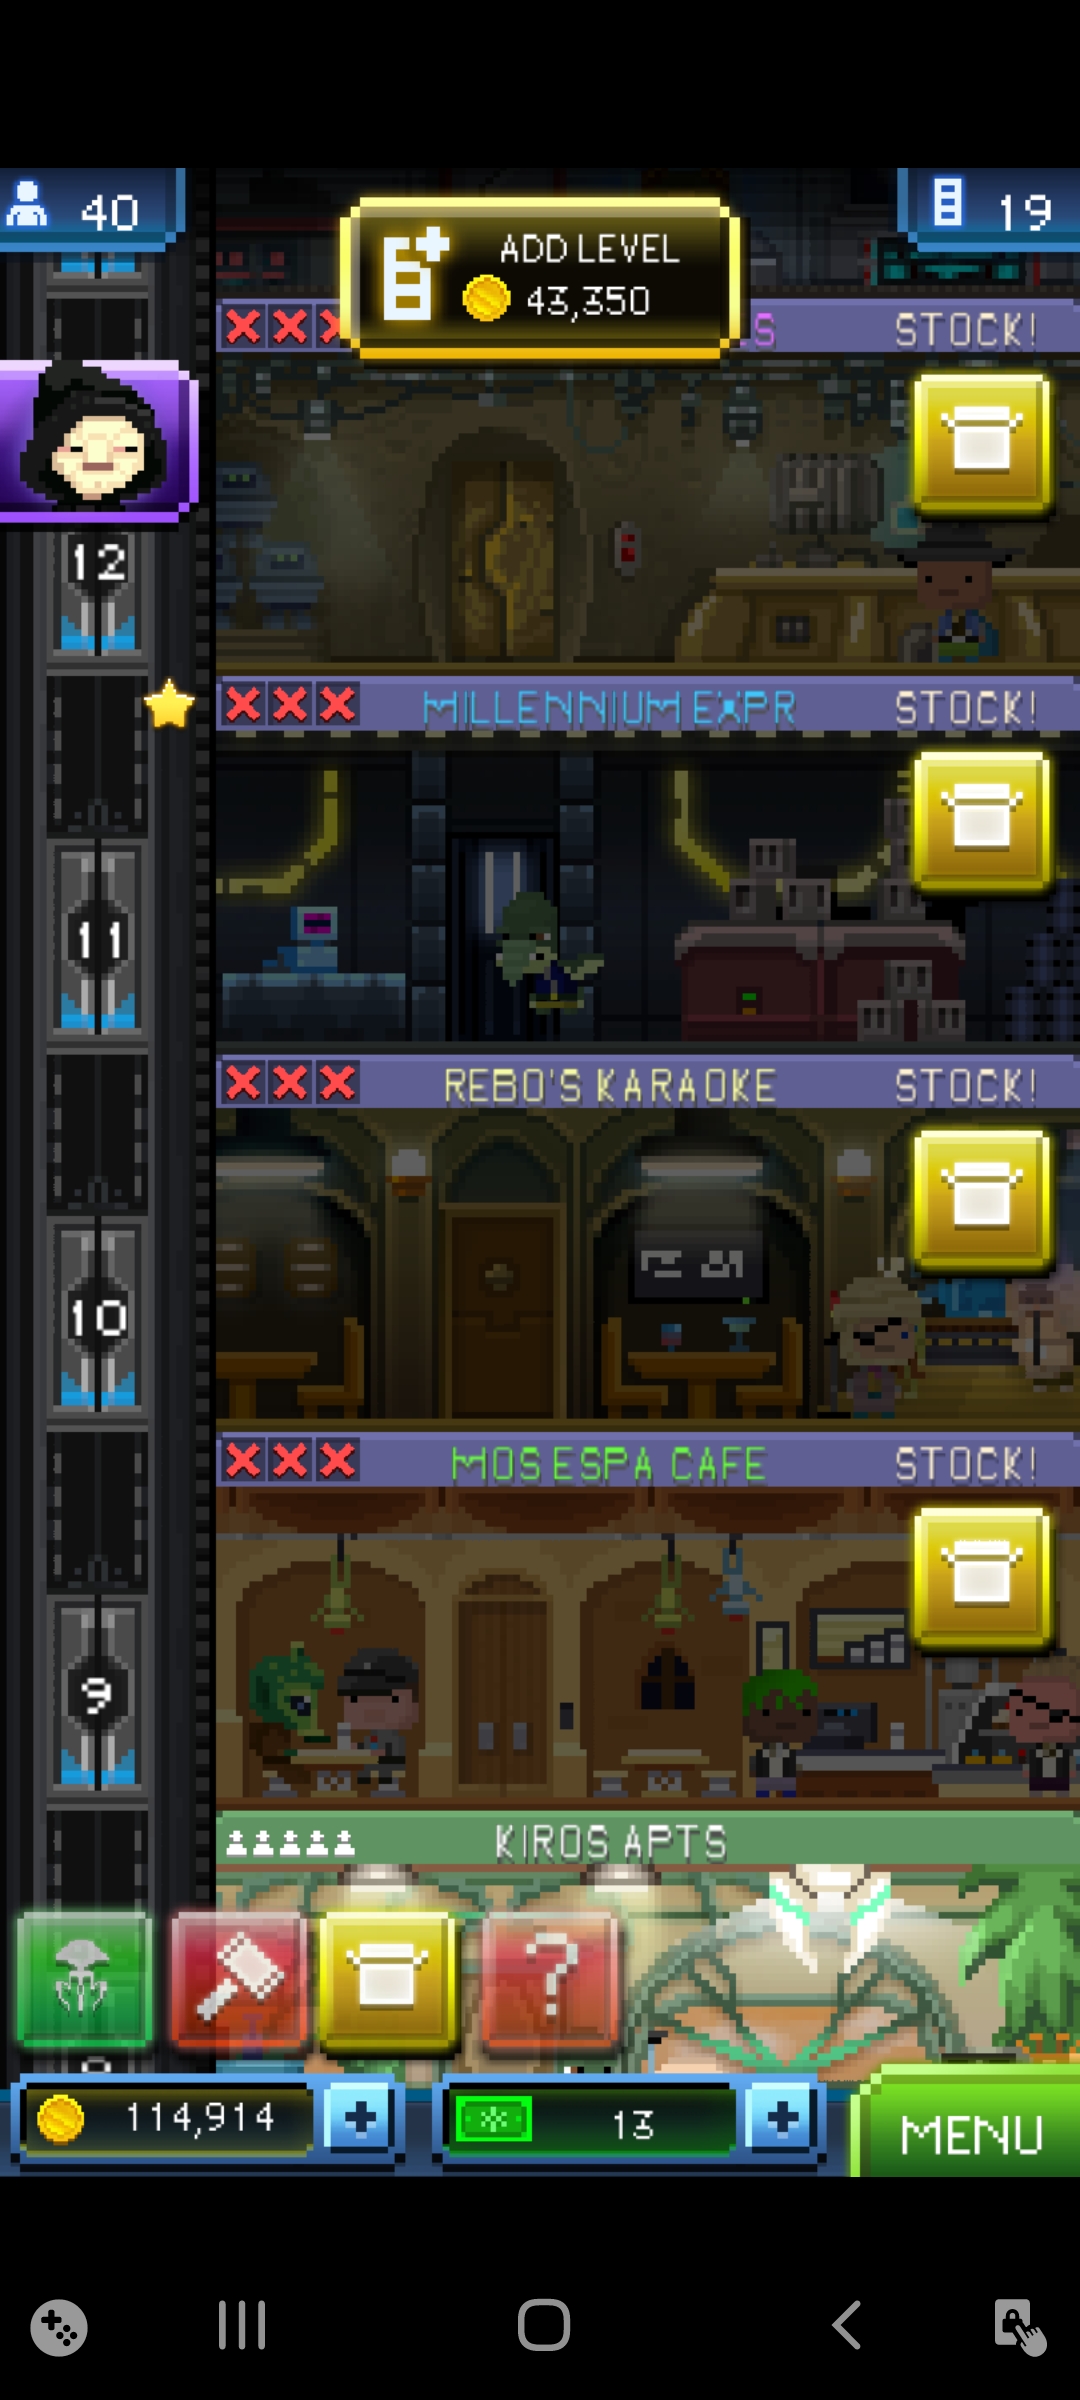 40
ADD LEVEL
43,350
19
STOCK!
12
MILLENNIUM EXPR
STOCK!
11
REBO'S KARAOKE
STOCK!
10
MOS ESPA CAFE
STOCK!
9
KIROS APTS
?
114,914
13
MENU